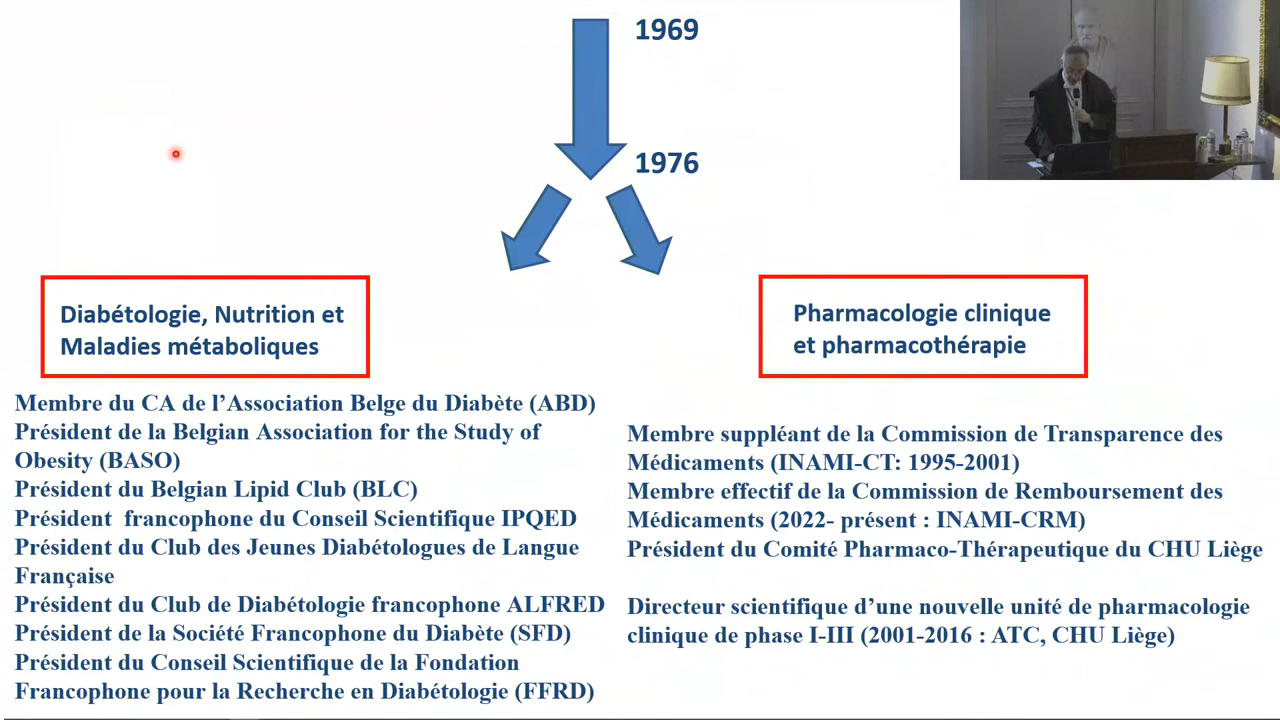 1969
1976
Diabétologie, Nutrition et
Maladies métaboliques
Membre du CA de l’Association Belge du Diabète (ABD)
Président de la Belgian Association for the Study of
Obesity (BASO)
Président du Belgian Lipid Club (BLC)
Président  francophone du Conseil Scientifique IPQED
Président du Club des Jeunes Diabétologues de Langue
Française
Président du Club de Diabétologie francophone ALFRED
Président de la Société Francophone du Diabète (SFD)
Président du Conseil Scientifique de la Fondation
Francophone pour la Recherche en Diabétologie (FFRD)
Pharmacologie clinique
et pharmacothérapie
Membre suppléant de la Commission de Transparence des
Médicaments (INAMI-CT: 1995-2001)
Membre effectif de la Commission de Remboursement des
Médicaments (2022- présent : INAMI-CRM)
Président du Comité Pharmaco-Thérapeutique du CHU Liège
Directeur scientifique d’une nouvelle unité de pharmacologie
clinique de phase I-III (2001-2016 : ATC, CHU Liège)